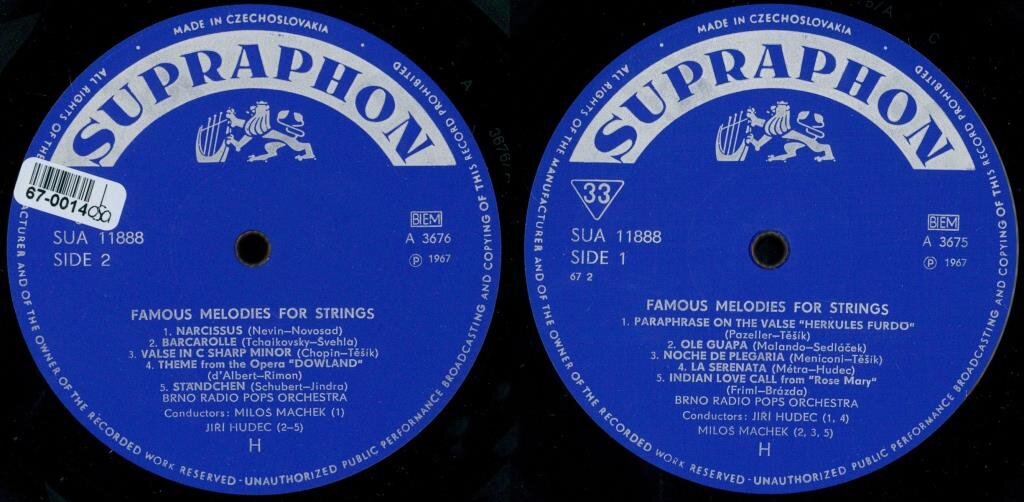 MADE IN CZECHOSLOVAKIA
SUPRAPHON
ALL RIGHTS OF THE MANUFACTURER AND OF THE OWNER OF THE RECORDED WORK RESERVED - UNAUTHORIZED PUBLIC PERFORMANCE BROADCASTING AND COPYING OF THIS RECORD PROHIBITED
67-0014
SUA 11888
SIDE 2
BIEM
A 3676
℗ 1967
FAMOUS MELODIES FOR STRINGS
1. NARCISSUS (Nevin—Novosad)
2. BARCAROLLE (Tchaikovsky—Svehla)
3. VALSE IN C SHARP MINOR (Chopin—Těšík)
4. THEME from the Opera "DOWLAND"
(d'Albert—Rimon)
5. STÄNDCHEN (Schubert—Jindra)
BRNO RADIO POPS ORCHESTRA
Conductors: MILOŠ MACHEK (1)
JIŘÍ HUDEC (2—5)
H
MADE IN CZECHOSLOVAKIA
SUPRAPHON
ALL RIGHTS OF THE MANUFACTURER AND OF THE OWNER OF THE RECORDED WORK RESERVED - UNAUTHORIZED PUBLIC PERFORMANCE BROADCASTING AND COPYING OF THIS RECORD PROHIBITED
33
SUA 11888
SIDE 1
67 2
BIEM
A 3675
℗ 1967
FAMOUS MELODIES FOR STRINGS
1. PARAPHRASE ON THE VALSE "HERKULES FURDÖ"
(Pazeller—Těšík)
2. OLE GUAPA (Malando—Sedláček)
3. NOCHE DE PLEGARIA (Meniconi—Těšík)
4. LA SERENATA (Métra—Hudec)
5. INDIAN LOVE CALL from "Rose Mary"
(Friml—Brázda)
BRNO RADIO POPS ORCHESTRA
Conductors: JIŘÍ HUDEC (1, 4)
MILOŠ MACHEK (2, 3, 5)
H